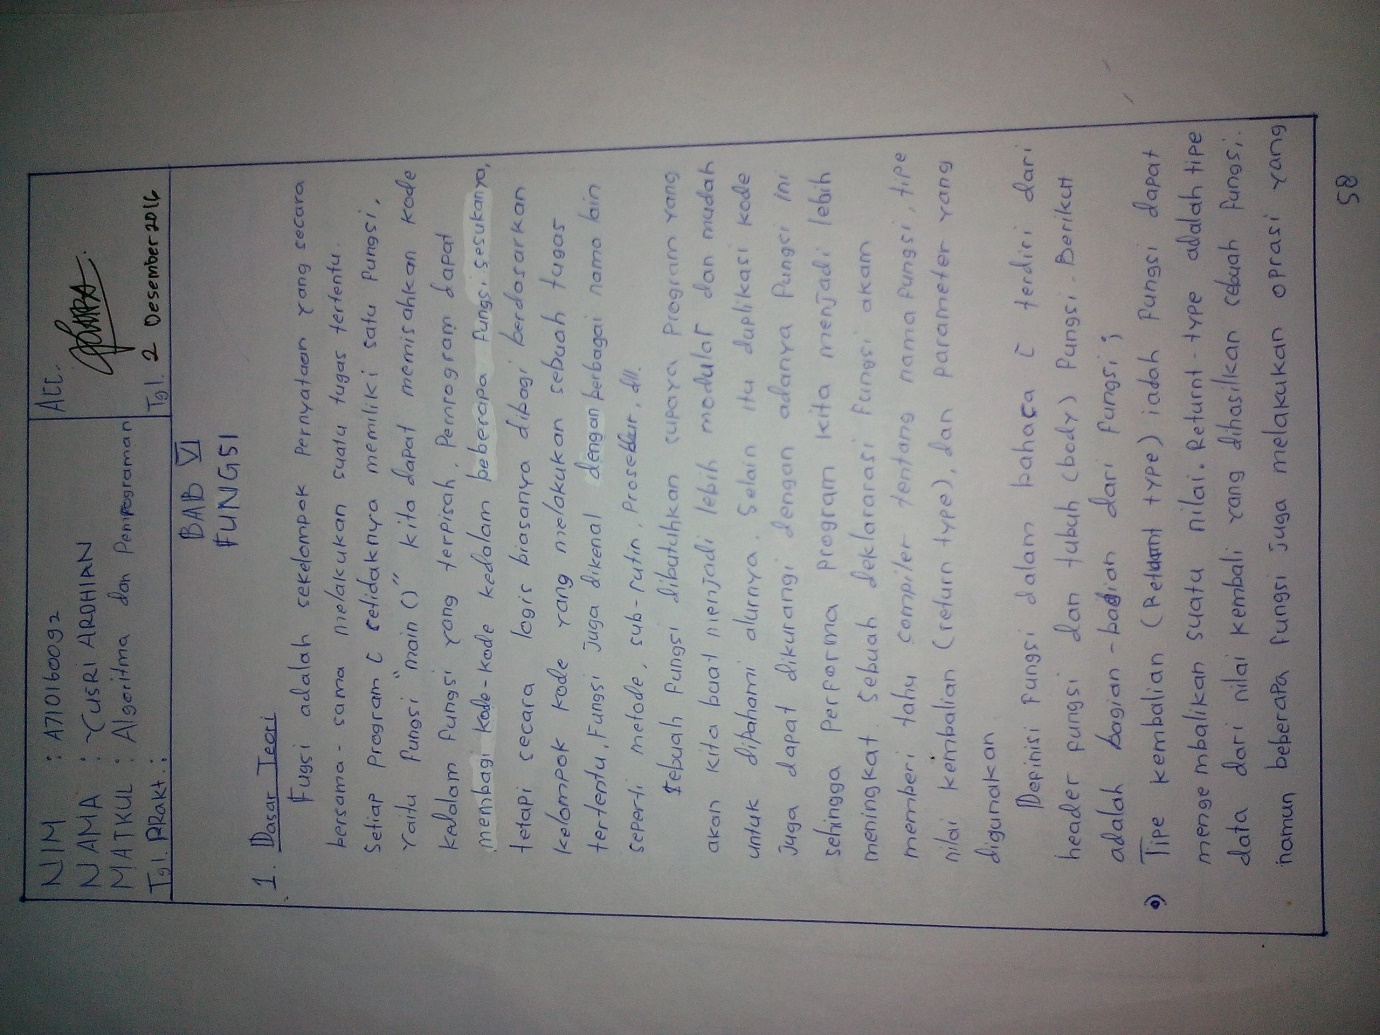 NIM : A710160092
NAMA : YUSRI ARDHIAN
MATKUL : Algeritma dan Pemrograman
Tgl. PRakt. :
Acc.
Tgl. 2 Desember 2016
BAB VI
FUNGSI
1. Dasar Teori
Fugsi adalah sekelompok Pernyataan yang secara
bersama-sama melakukan suatu tugas tertentu.
Setiap Program C setidaknya memiliki satu Fungsi,
Yaitu Fungsi "main ()" kita dapat memisahkan kode
kedalam Fungsi yang terpisah. Pemrogram dapat
membagi kode-kode kedalam beberapa Fungsi sesukanya,
tetapi secara logis biasanya dibagi berdasarkan
kelompok kode yang melakukan sebuah tugas
tertentu, Fungsi Juga dikenal dengan berbagai nama lain
seperti metode, sub-rutin, Prosedur, dll.
Sebuah Fungsi dibutuhkan supaya Program yang
akan kita buat menjadi lebih modular dan mudah
untuk difahami alurnya. Selain itu duplikasi kode
Juga dapat dikurangi dengan adanya Fungsi ini
sehingga Performa Program kita menjadi lebih
meningkat. Sebuah deklarasi Fungsi akam
memberi tahu compiler tentang nama Fungsi, tipe
nilai kembalian (return type), dan Parameter yang
digunakan
Depinisi Fungsi dalam bahaca C terdiri dari
header Fungsi dan tubuh (body) Fungsi. Berikut
adalah bagian-bagian dari Fungsi;
o) Tipe kembalian (Return type) ialah Fungsi dapat
mengembalikan suatu nilai. Returnt-type adalah tipe
data dari nilai kembali yang dihasilkan sebuah Fungsi.
namun beberapa Fungsi Juga melakukan oprasi yang
58